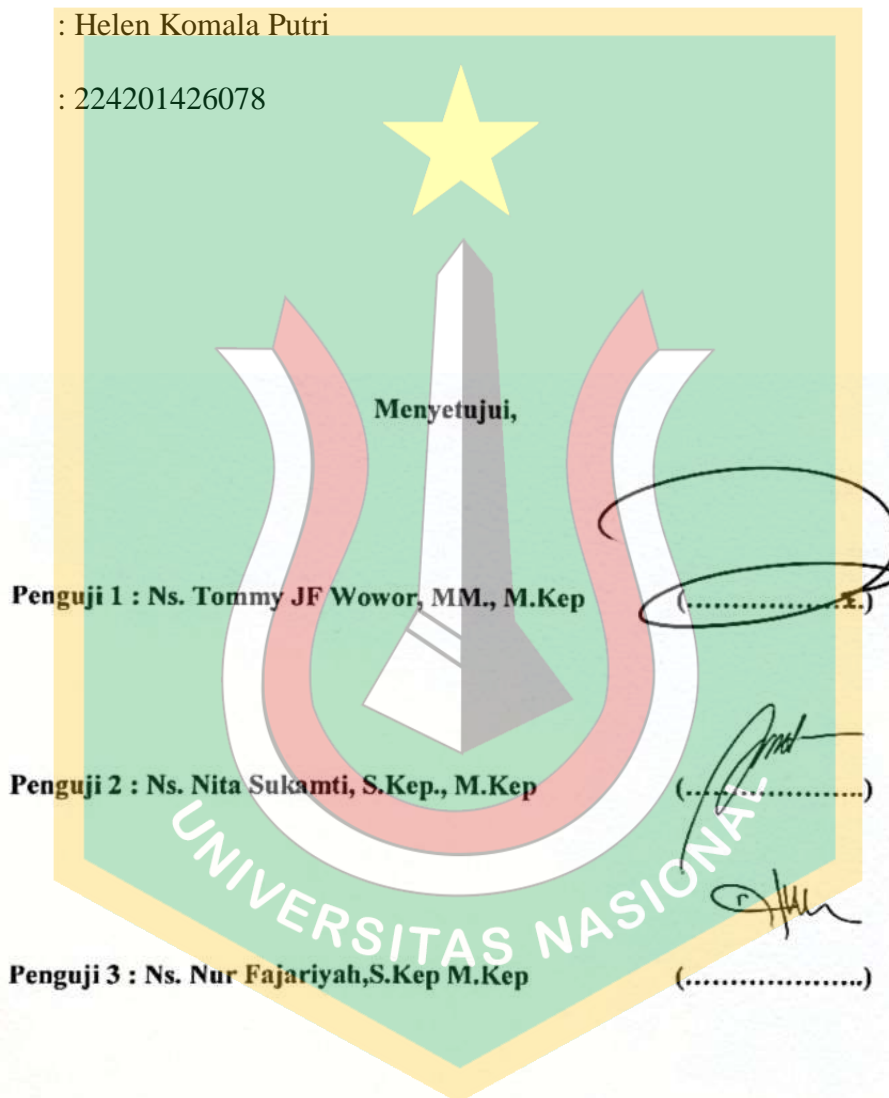 : Helen Komala Putri
: 224201426078
Menyetujui,
Penguji 1 : Ns. Tommy JF Wowor, MM., M.Kep (....................)
Penguji 2 : Ns. Nita Sukamti, S.Kep., M.Kep (...................)
Penguji 3 : Ns. Nur Fajariyah,S.Kep M.Kep (...................)
UNIVERSITAS NASIONAL